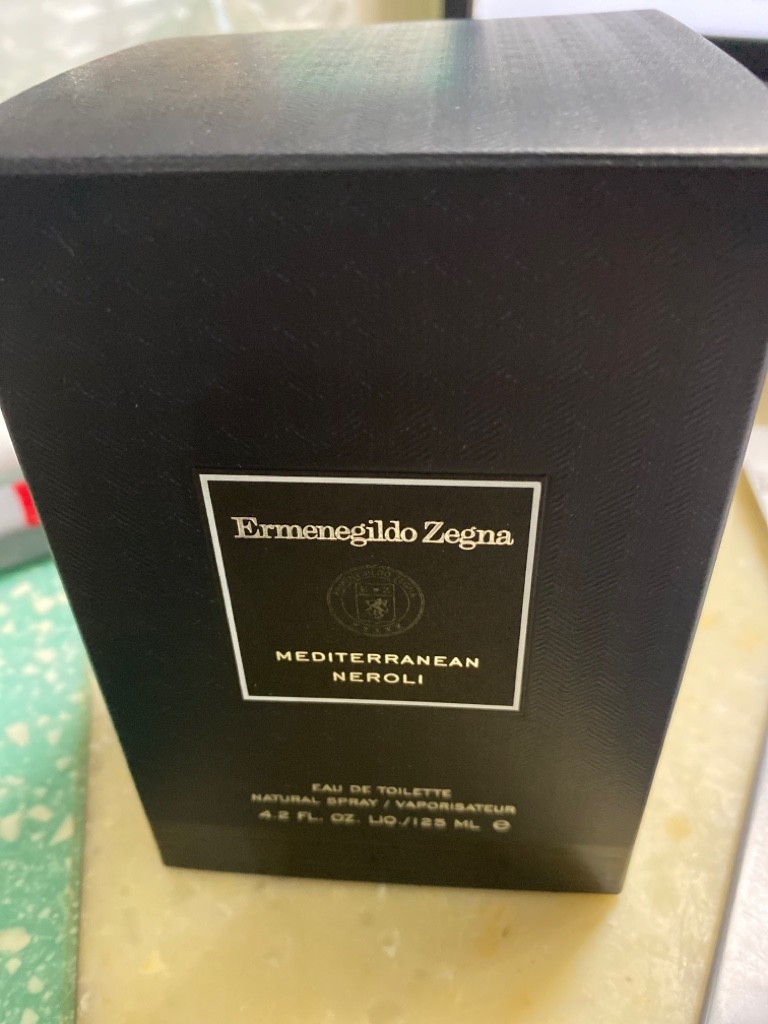 Ermenegildo Zegna
MEDITERRANEAN
NEROLI
EAU DE TOILETTE
NATURAL SPRAY / VAPORISATEUR
4.2 FL. OZ. LIQ./125 ML ℮